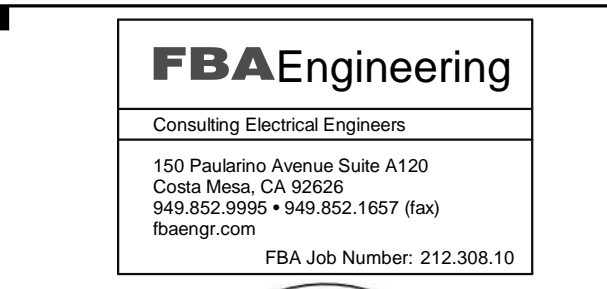 FBAEngineering
Consulting Electrical Engineers
150 Paularino Avenue Suite A120
Costa Mesa, CA 92626
949.852.9995 • 949.852.1657 (fax)
fbaengr.com
FBA Job Number: 212.308.10